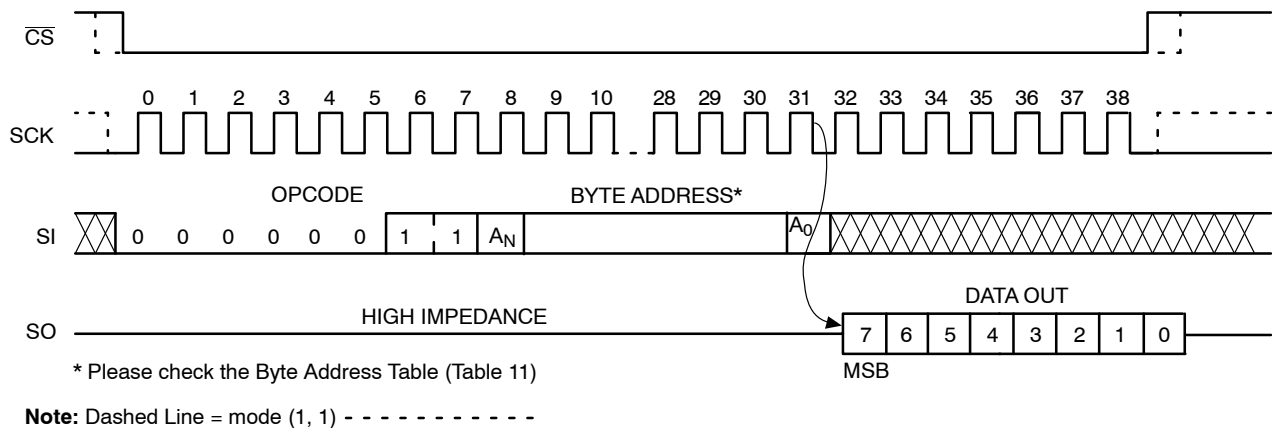 CS
0 1 2 3 4 5 6 7 8 9 10 28 29 30 31 32 33 34 35 36 37 38
SCK
OPCODE BYTE ADDRESS*
SI 0 0 0 0 0 0 1 1 AN A0
DATA OUT
HIGH IMPEDANCE
SO 7 6 5 4 3 2 1 0
* Please check the Byte Address Table (Table 11) MSB
Note: Dashed Line = mode (1, 1) - - - - - - - - - - - -